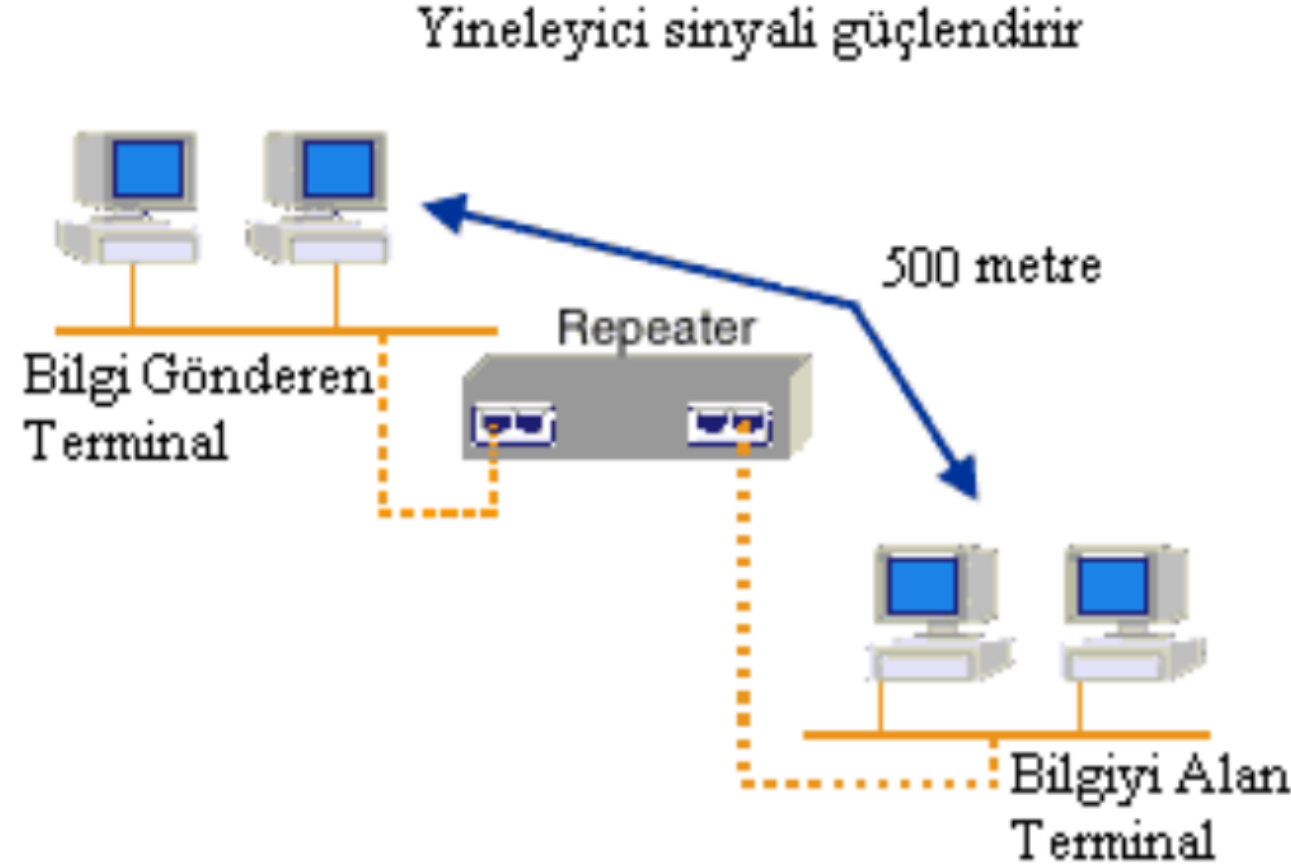 Yineleyici sinyali güçlendirir
500 metre
Repeater
Bilgi Gönderen
Terminal
Bilgiyi Alan
Terminal